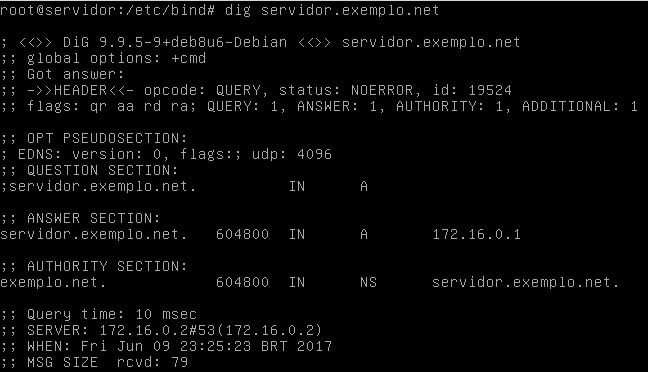 root@servidor:/etc/bind# dig servidor.exemplo.net
; <<>> DiG 9.9.5-9+deb8u6-Debian <<>> servidor.exemplo.net
;; global options: +cmd
;; Got answer:
;; ->>HEADER<<- opcode: QUERY, status: NOERROR, id: 19524
;; flags: qr aa rd ra; QUERY: 1, ANSWER: 1, AUTHORITY: 1, ADDITIONAL: 1
;; OPT PSEUDOSECTION:
; EDNS: version: 0, flags:; udp: 4096
;; QUESTION SECTION:
;servidor.exemplo.net. IN A
;; ANSWER SECTION:
servidor.exemplo.net. 604800 IN A 172.16.0.1
;; AUTHORITY SECTION:
exemplo.net. 604800 IN NS servidor.exemplo.net.
;; Query time: 10 msec
;; SERVER: 172.16.0.2#53(172.16.0.2)
;; WHEN: Fri Jun 09 23:25:23 BRT 2017
;; MSG SIZE rcvd: 79